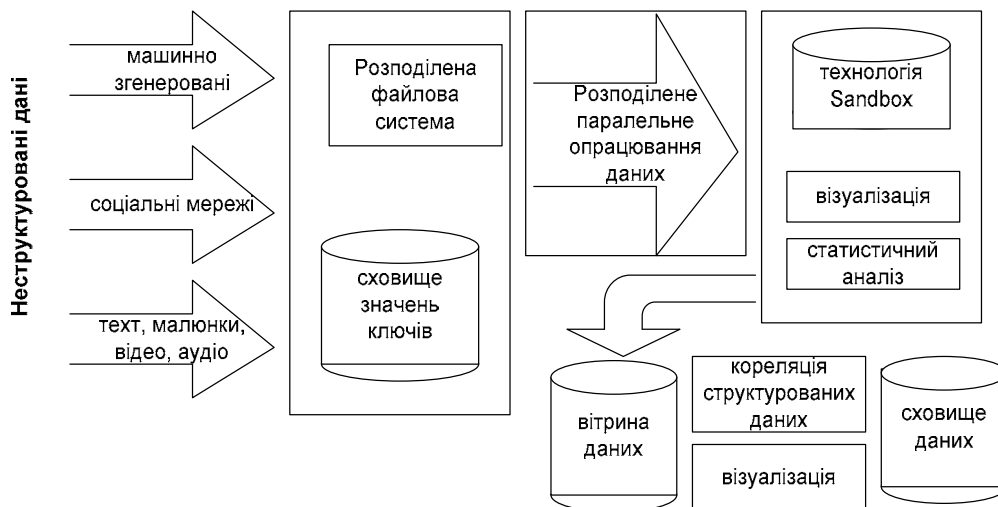 Неструктуровані дані
машинно
згенеровані
соціальні мережі
техт, малюнки,
відео, аудіо
Розподілена
файлова
система
сховище
значень
ключів
Розподілене
паралельне
опрацювання
даних
технологія
Sandbox
візуалізація
статистичний
аналіз
вітрина
даних
кореляція
структурованих
даних
візуалізація
сховище
даних